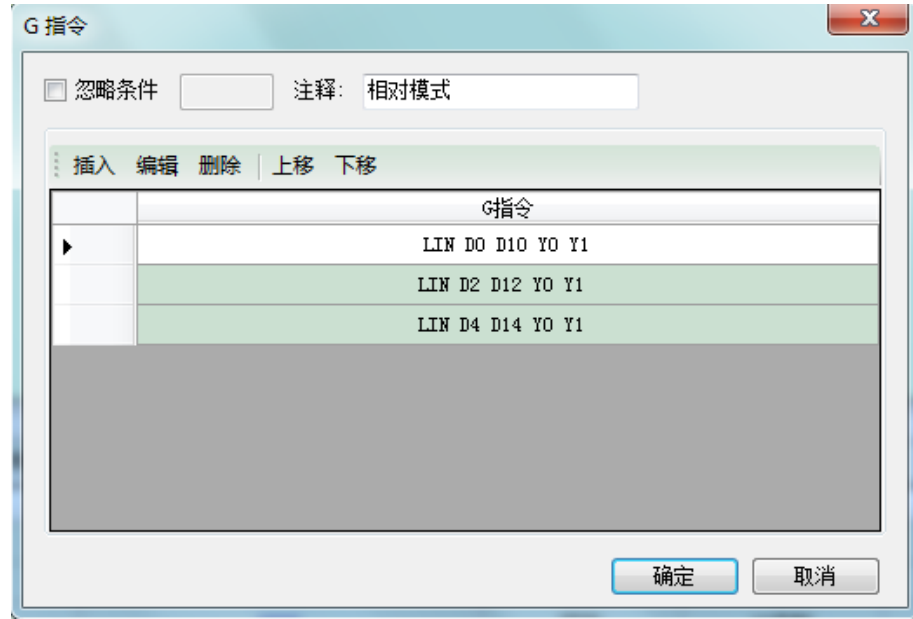 G 指令
忽略条件 注释: 相对模式
插入 编辑 删除 上移 下移
G指令
LIN D0 D10 Y0 Y1
LIN D2 D12 Y0 Y1
LIN D4 D14 Y0 Y1
确定 取消